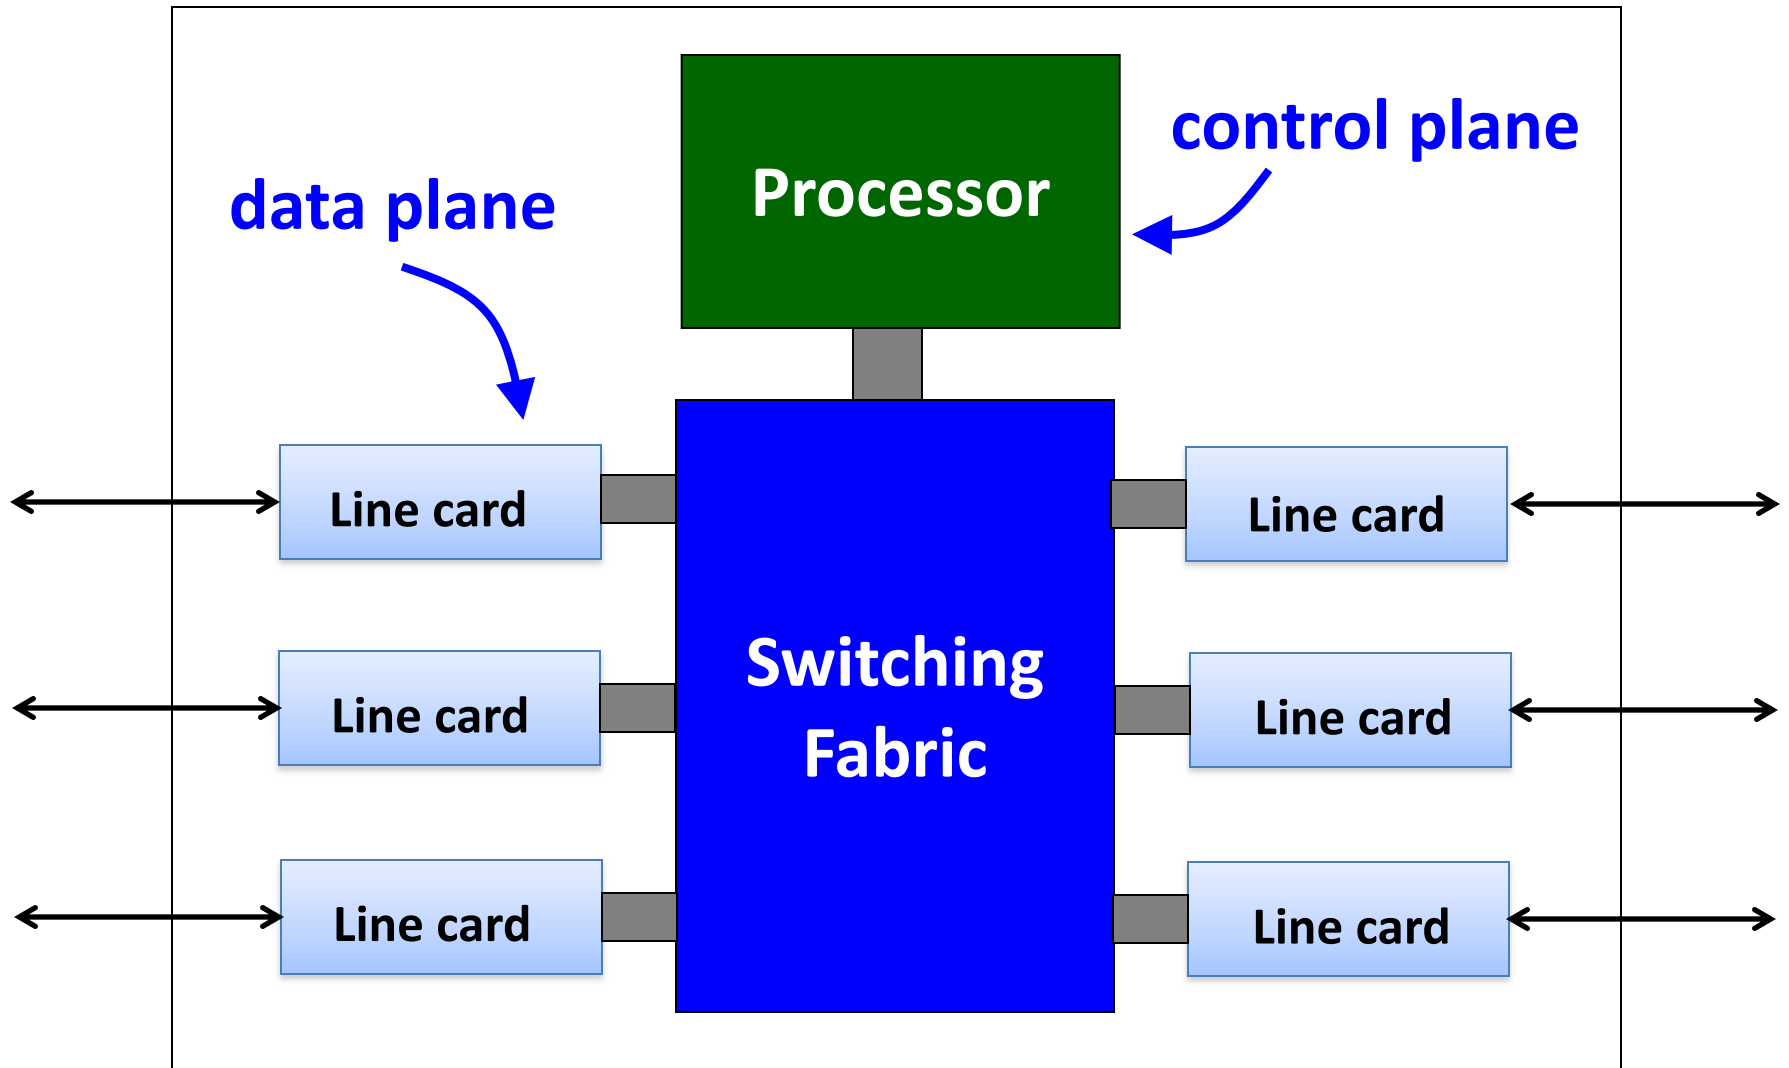 control plane
Processor
data plane
Line card
Line card
Switching
Fabric
Line card
Line card
Line card
Line card